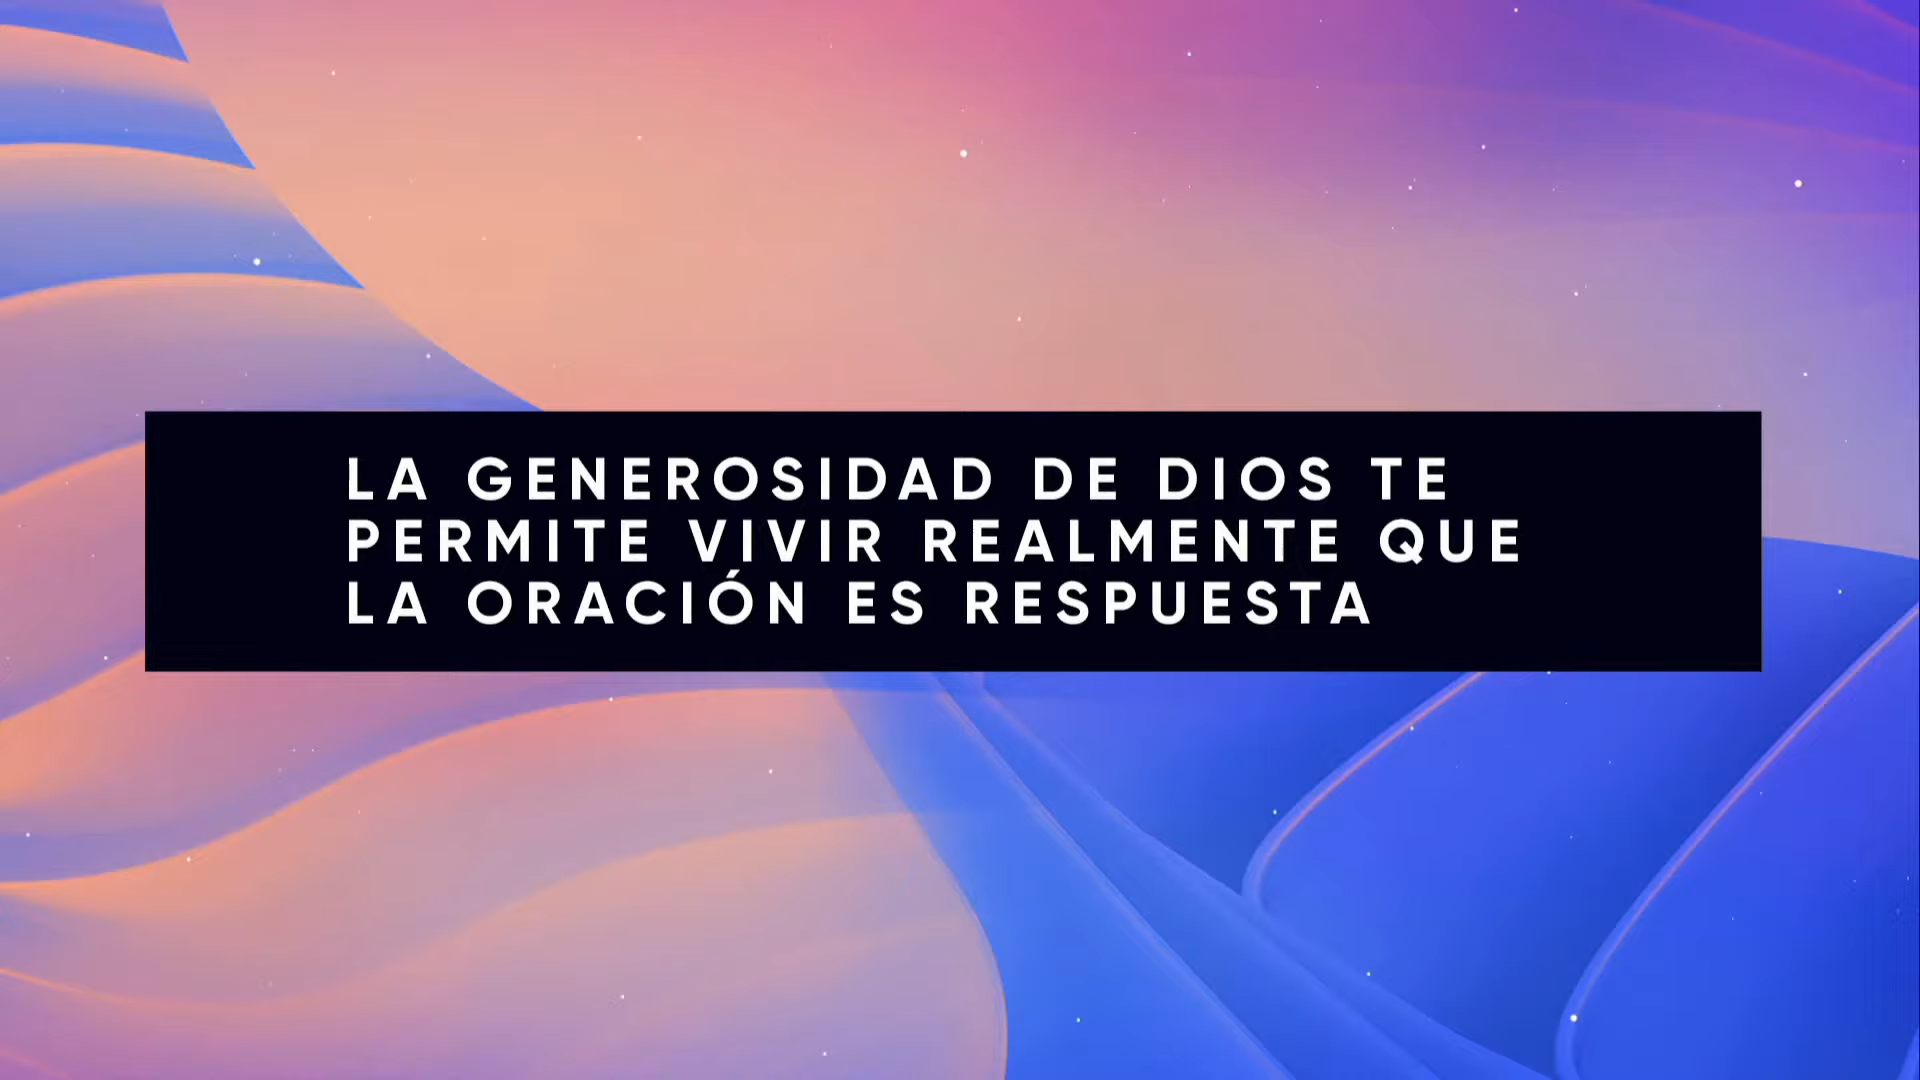 LA GENEROSIDAD DE DIOS TE
PERMITE VIVIR REALMENTE QUE
LA ORACIÓN ES RESPUESTA